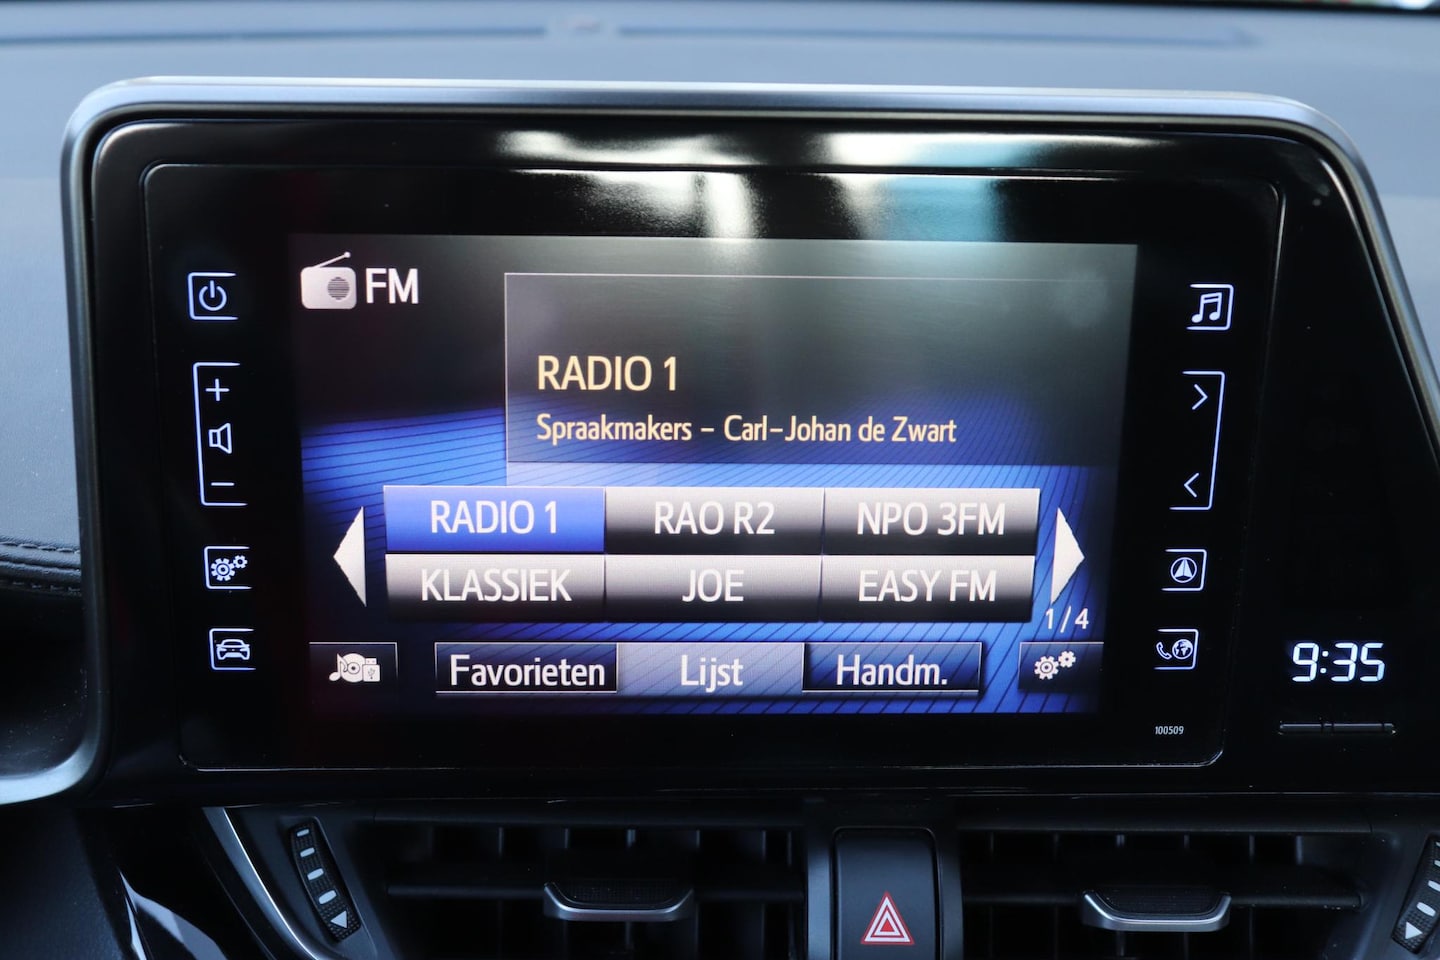 FM
RADIO 1
Spraakmakers - Carl-Johan de Zwart
RADIO 1 RAO R2 NPO 3FM
KLASSIEK JOE EASY FM
1/4
Favorieten Lijst Handm.
9:35
100509